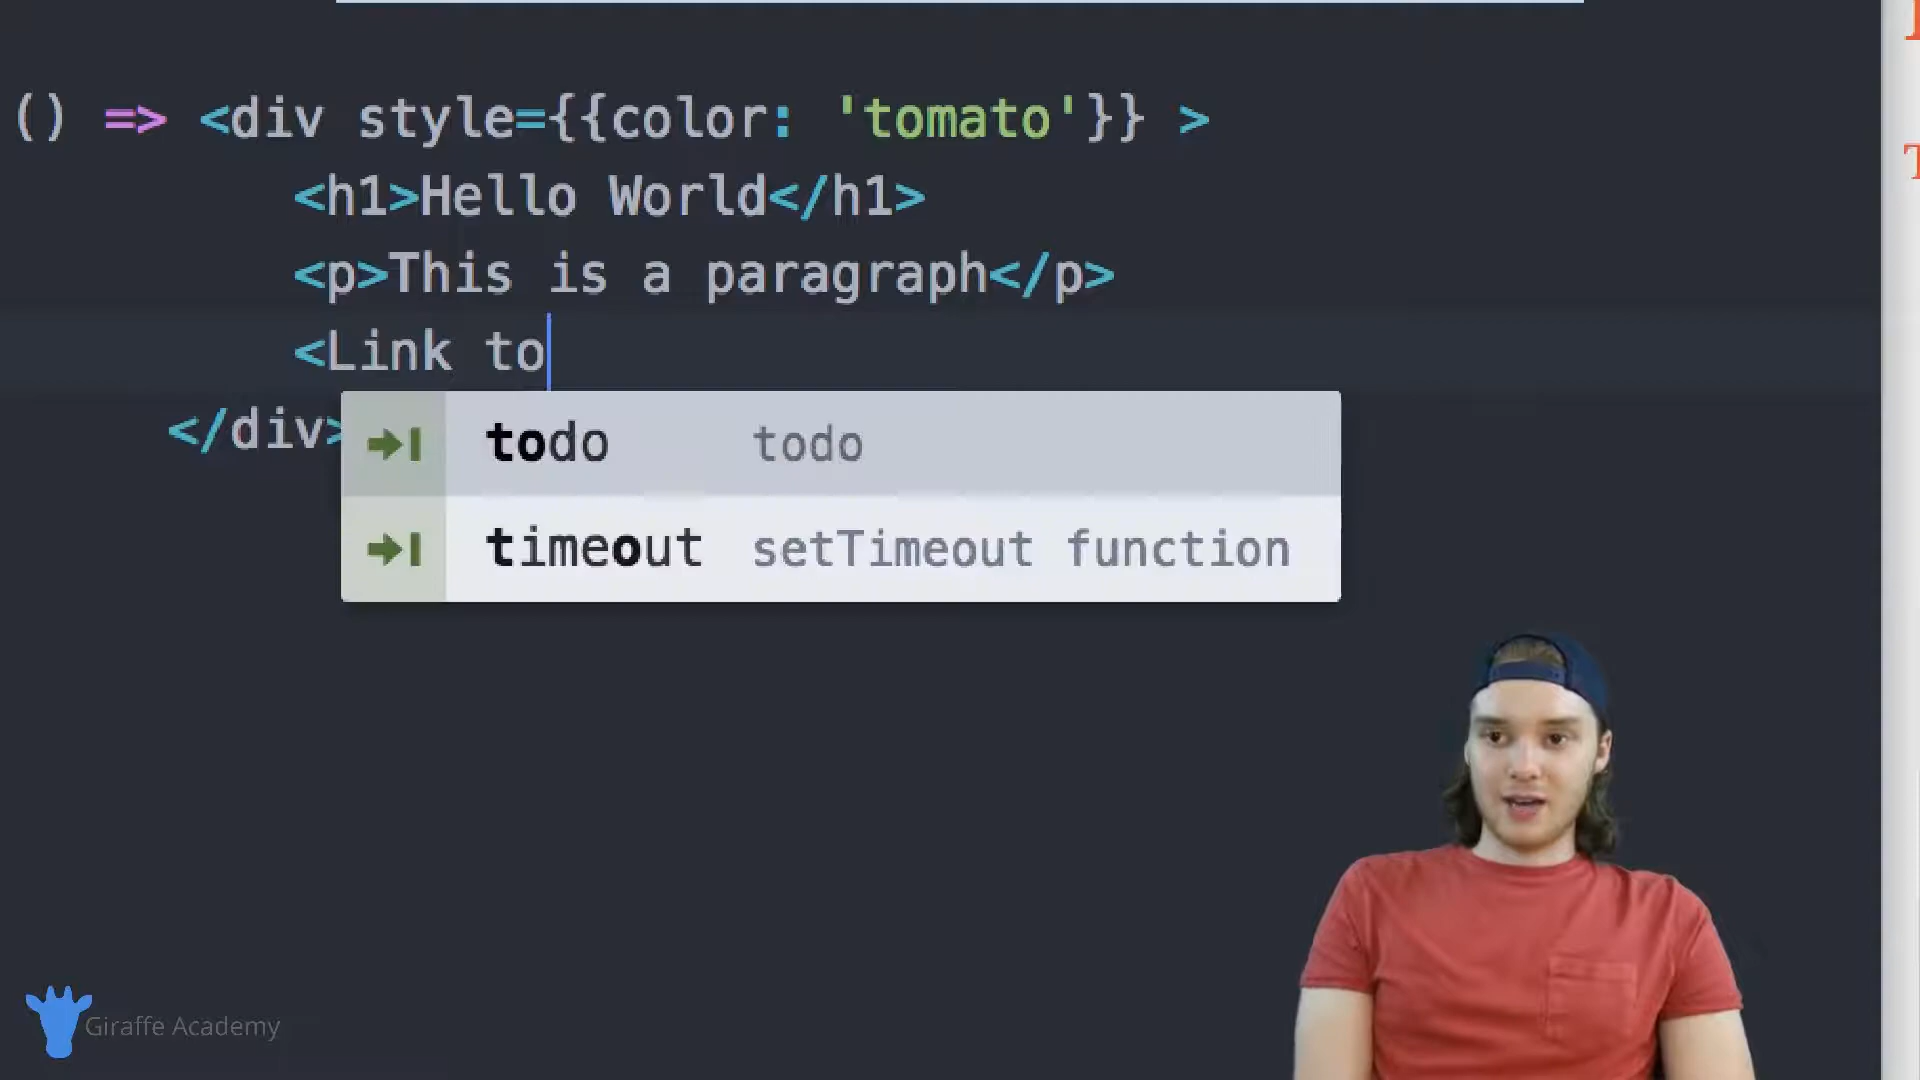 () => <div style={{color: 'tomato'}} >
<h1>Hello World</h1>
<p>This is a paragraph</p>
<Link to
</div>
todo todo
timeout setTimeout function
Giraffe Academy